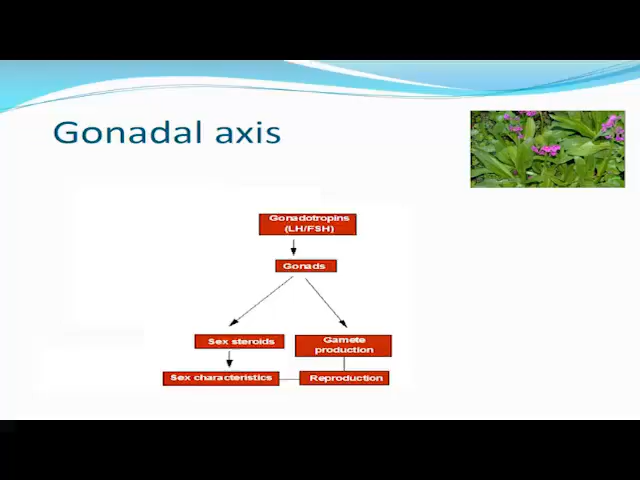 Gonadal axis
Gonadotropins
(LH/FSH)
Gonads
Sex steroids
Gamete
production
Sex characteristics
Reproduction